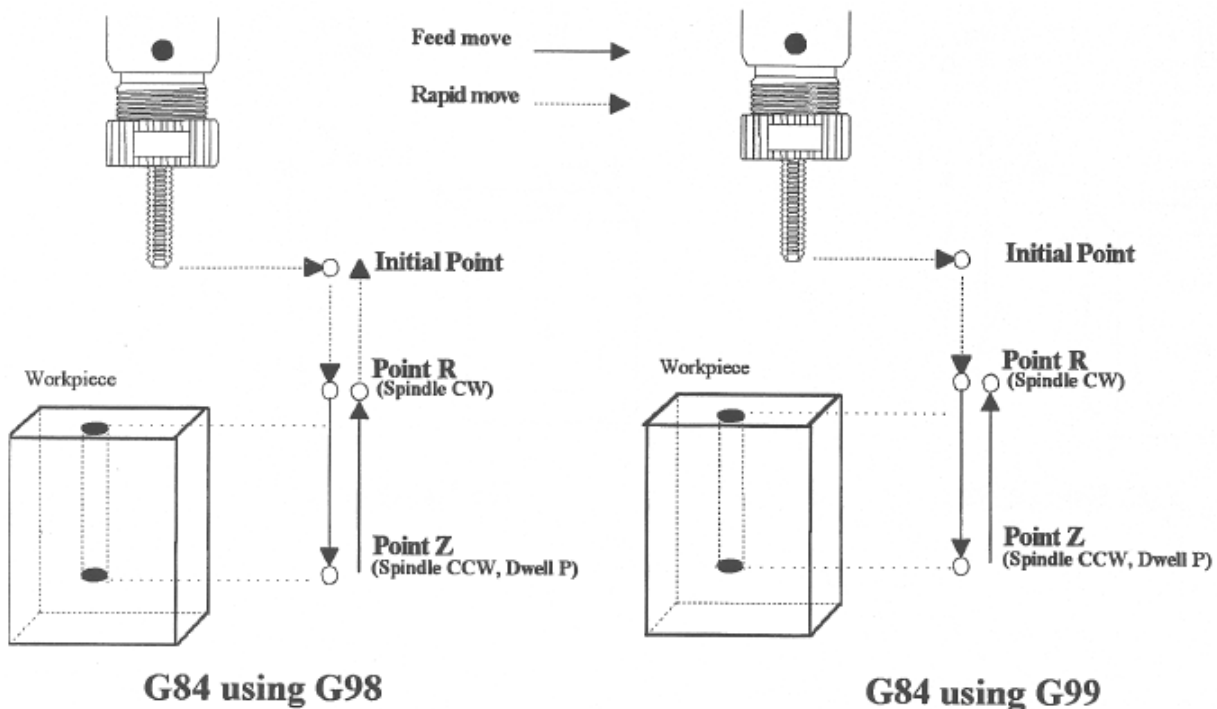 Feed move
Rapid move
Initial Point
Point R
(Spindle CW)
Workpiece
Point Z
(Spindle CCW, Dwell P)
G84 using G98
Initial Point
Point R
(Spindle CW)
Workpiece
Point Z
(Spindle CCW, Dwell P)
G84 using G99